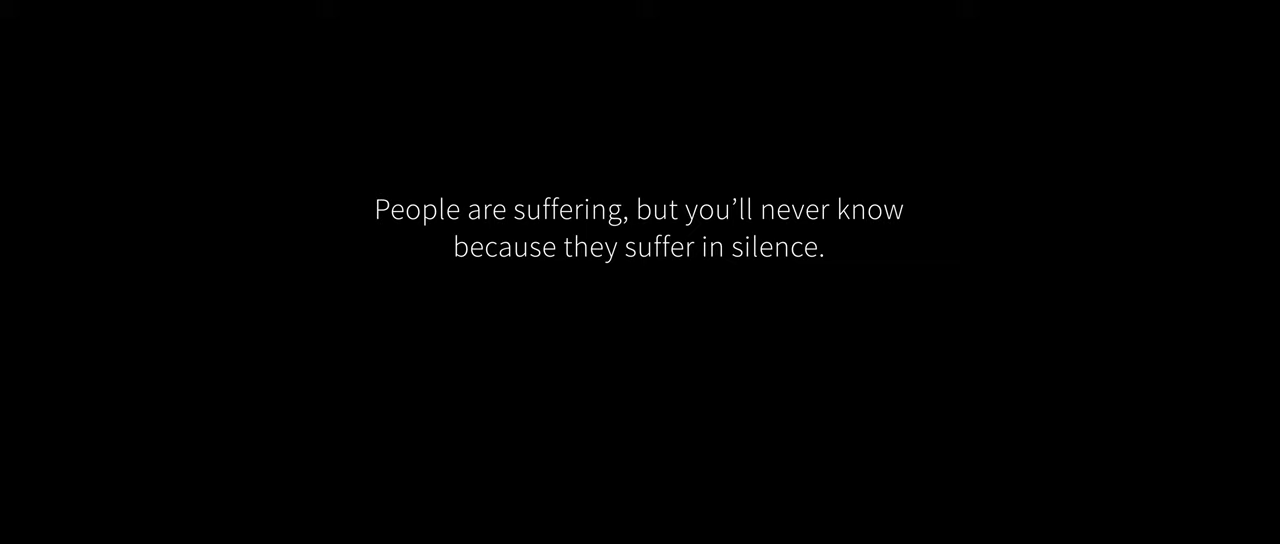 People are suffering, but you’ll never know
because they suffer in silence.